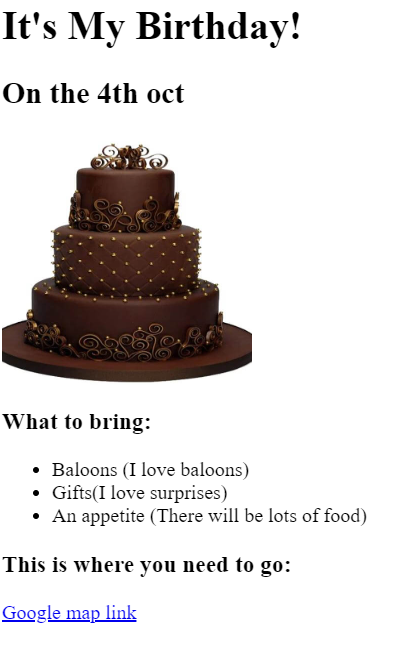 It's My Birthday!
On the 4th oct
What to bring:
Baloons (I love baloons)
Gifts(I love surprises)
An appetite (There will be lots of food)
This is where you need to go:
Google map link